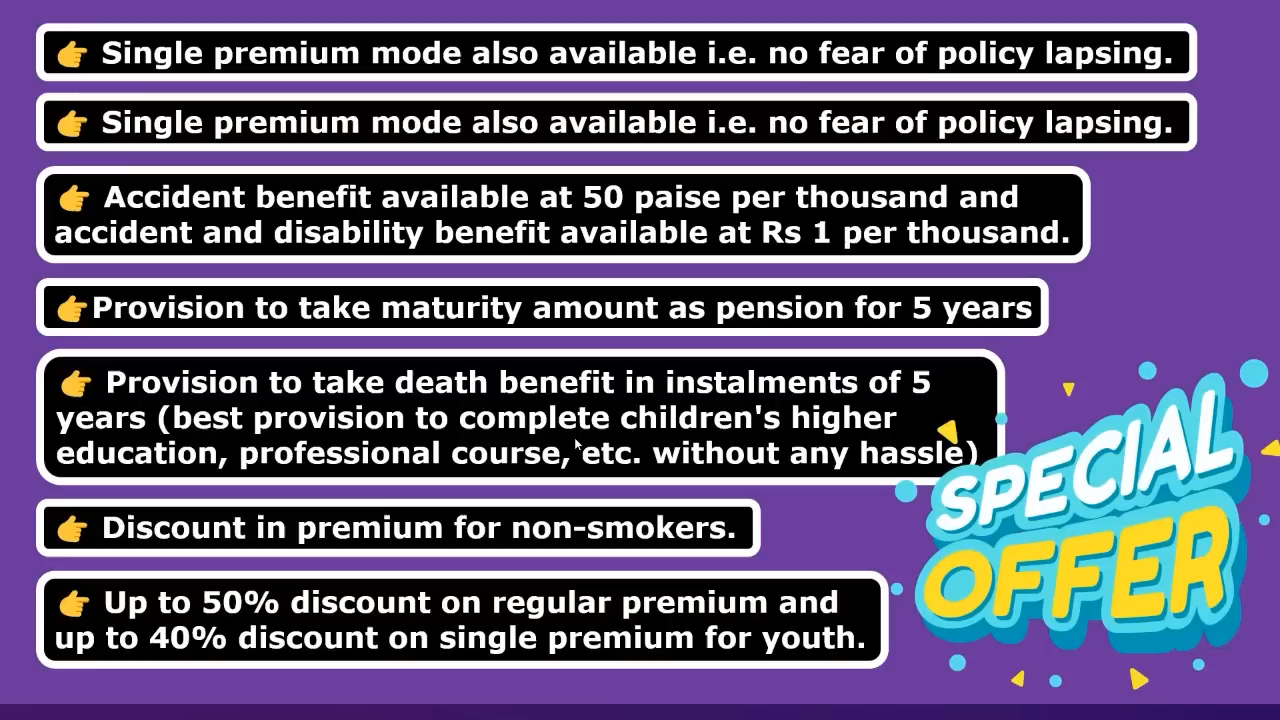 👉 Single premium mode also available i.e. no fear of policy lapsing.
👉 Single premium mode also available i.e. no fear of policy lapsing.
👉 Accident benefit available at 50 paise per thousand and
accident and disability benefit available at Rs 1 per thousand.
👉Provision to take maturity amount as pension for 5 years
👉 Provision to take death benefit in instalments of 5
years (best provision to complete children's higher
education, professional course, etc. without any hassle)
👉 Discount in premium for non-smokers.
👉 Up to 50% discount on regular premium and
up to 40% discount on single premium for youth.
SPECIAL
OFFER